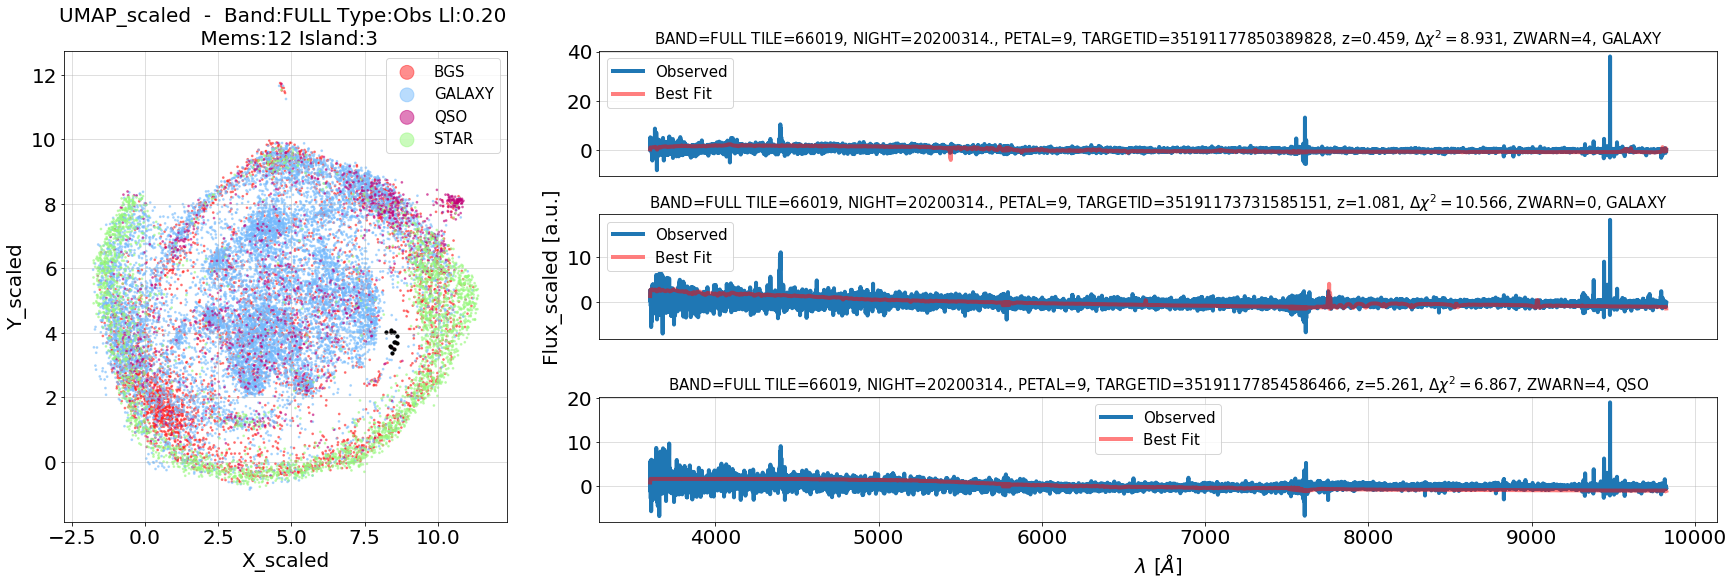 UMAP_scaled - Band:FULL Type:Obs Ll:0.20
Mems:12 Island:3
12
10
8
6
4
2
0
Y_scaled
BGS
GALAXY
QSO
STAR
−2.5 0.0 2.5 5.0 7.5 10.0
X_scaled
BAND=FULL TILE=66019, NIGHT=20200314., PETAL=9, TARGETID=35191177850389828, z=0.459, Δχ² = 8.931, ZWARN=4, GALAXY
40
20
0
Observed
Best Fit
BAND=FULL TILE=66019, NIGHT=20200314., PETAL=9, TARGETID=35191173731585151, z=1.081, Δχ² = 10.566, ZWARN=0, GALAXY
10
0
Observed
Best Fit
Flux_scaled [a.u.]
BAND=FULL TILE=66019, NIGHT=20200314., PETAL=9, TARGETID=35191177854586466, z=5.261, Δχ² = 6.867, ZWARN=4, QSO
20
10
0
Observed
Best Fit
4000 5000 6000 7000 8000 9000 10000
λ [Å]